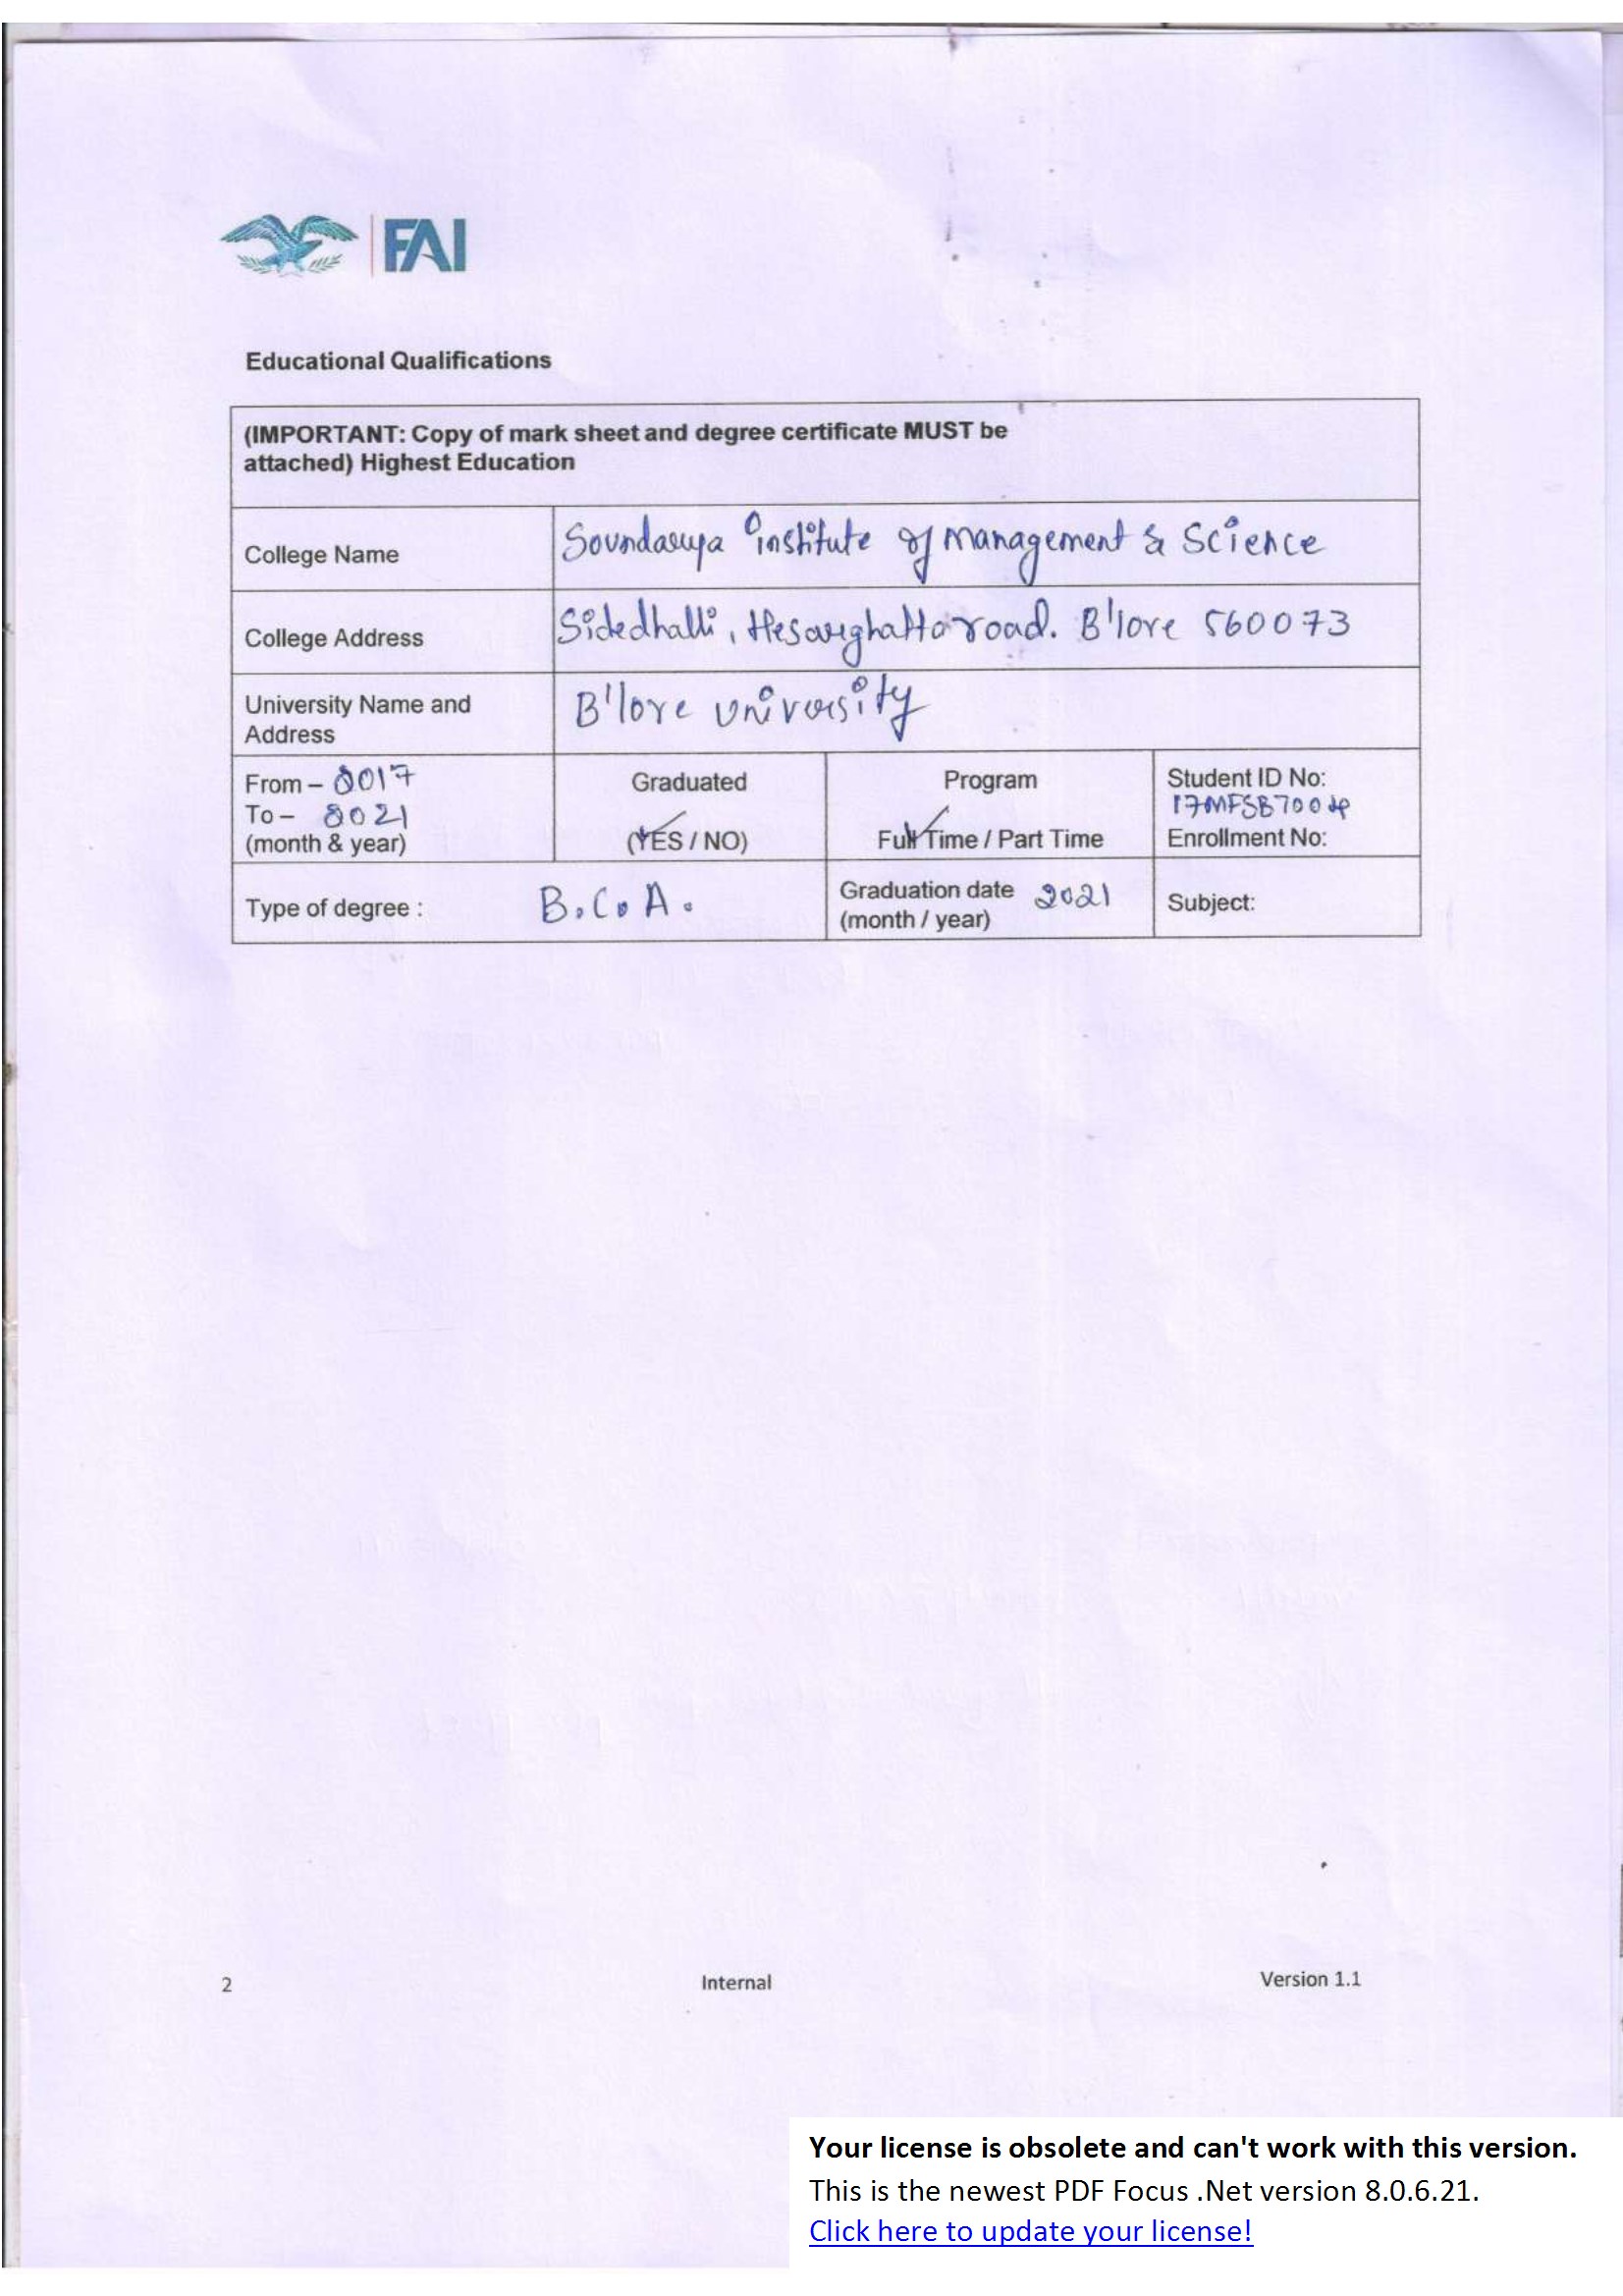 FAI
Educational Qualifications
(IMPORTANT: Copy of mark sheet and degree certificate MUST be
attached) Highest Education
College Name
Soundarya institute of management & Science
College Address
Sidedhalli, Hesarghatta road. B'lore 560073
University Name and
Address
B'lore university
From – 2017
To – 2021
(month & year)
Graduated
(YES / NO)
Program
Full Time / Part Time
Student ID No:
17MFSB7004
Enrollment No:
Type of degree :
B.C.A.
Graduation date 2021
(month / year)
Subject:
2
Internal
Version 1.1
Your license is obsolete and can't work with this version.
This is the newest PDF Focus .Net version 8.0.6.21.
Click here to update your license!